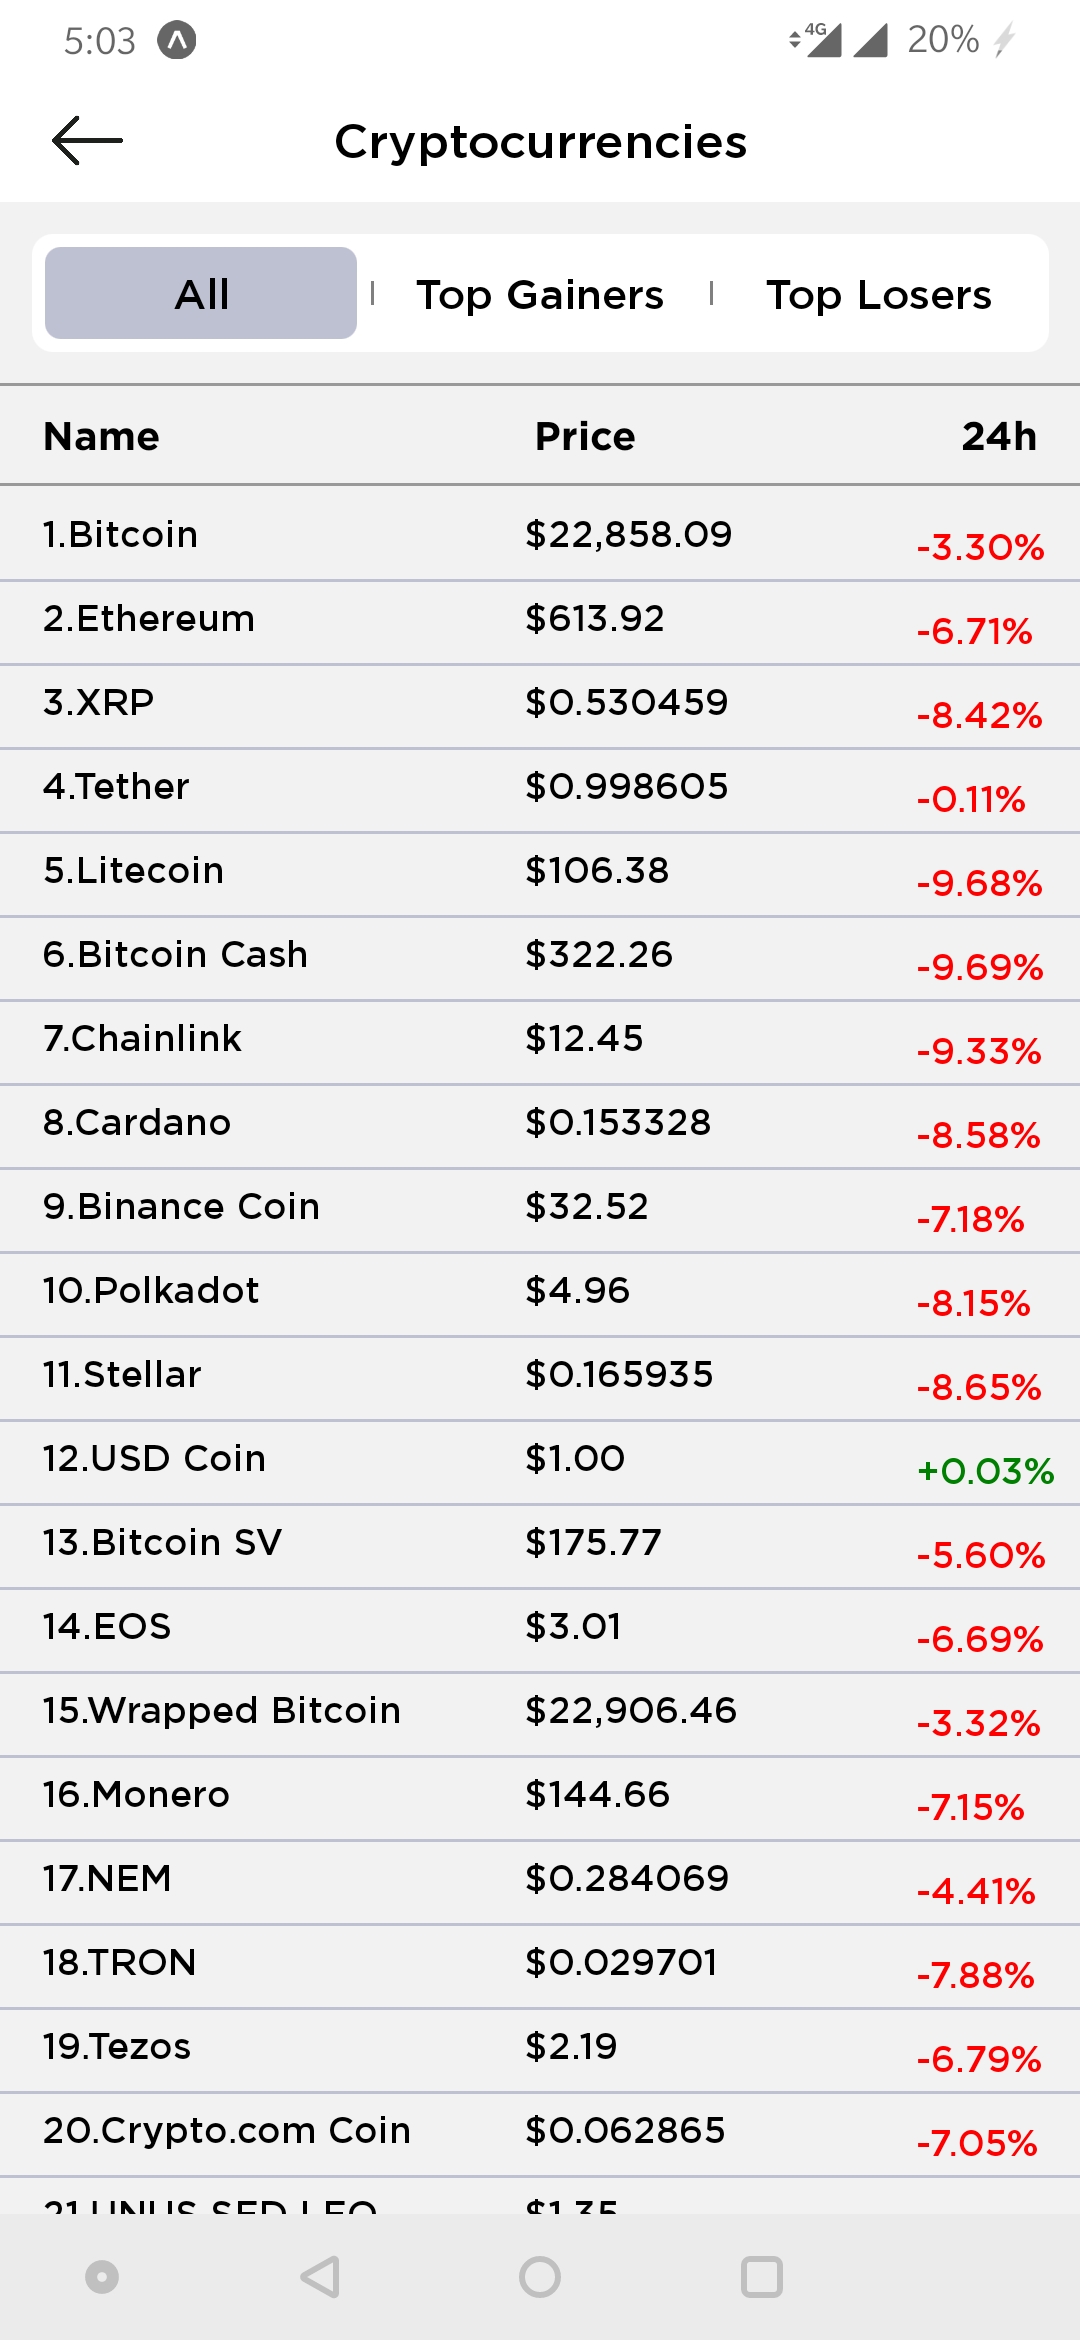 5:03 4G 20%
Cryptocurrencies
All Top Gainers Top Losers
Name Price 24h
1.Bitcoin $22,858.09 -3.30%
2.Ethereum $613.92 -6.71%
3.XRP $0.530459 -8.42%
4.Tether $0.998605 -0.11%
5.Litecoin $106.38 -9.68%
6.Bitcoin Cash $322.26 -9.69%
7.Chainlink $12.45 -9.33%
8.Cardano $0.153328 -8.58%
9.Binance Coin $32.52 -7.18%
10.Polkadot $4.96 -8.15%
11.Stellar $0.165935 -8.65%
12.USD Coin $1.00 +0.03%
13.Bitcoin SV $175.77 -5.60%
14.EOS $3.01 -6.69%
15.Wrapped Bitcoin $22,906.46 -3.32%
16.Monero $144.66 -7.15%
17.NEM $0.284069 -4.41%
18.TRON $0.029701 -7.88%
19.Tezos $2.19 -6.79%
20.Crypto.com Coin $0.062865 -7.05%
21.UNUS SED LEO $1.35